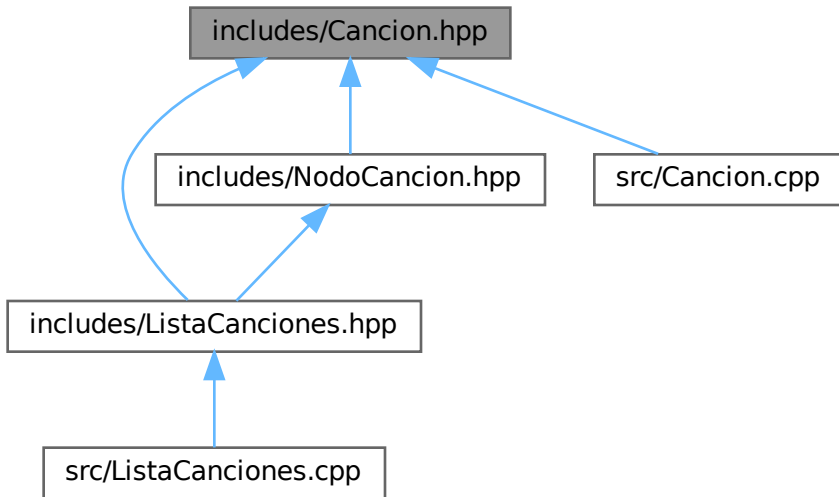 includes/Cancion.hpp
includes/NodoCancion.hpp
src/Cancion.cpp
includes/ListaCanciones.hpp
src/ListaCanciones.cpp